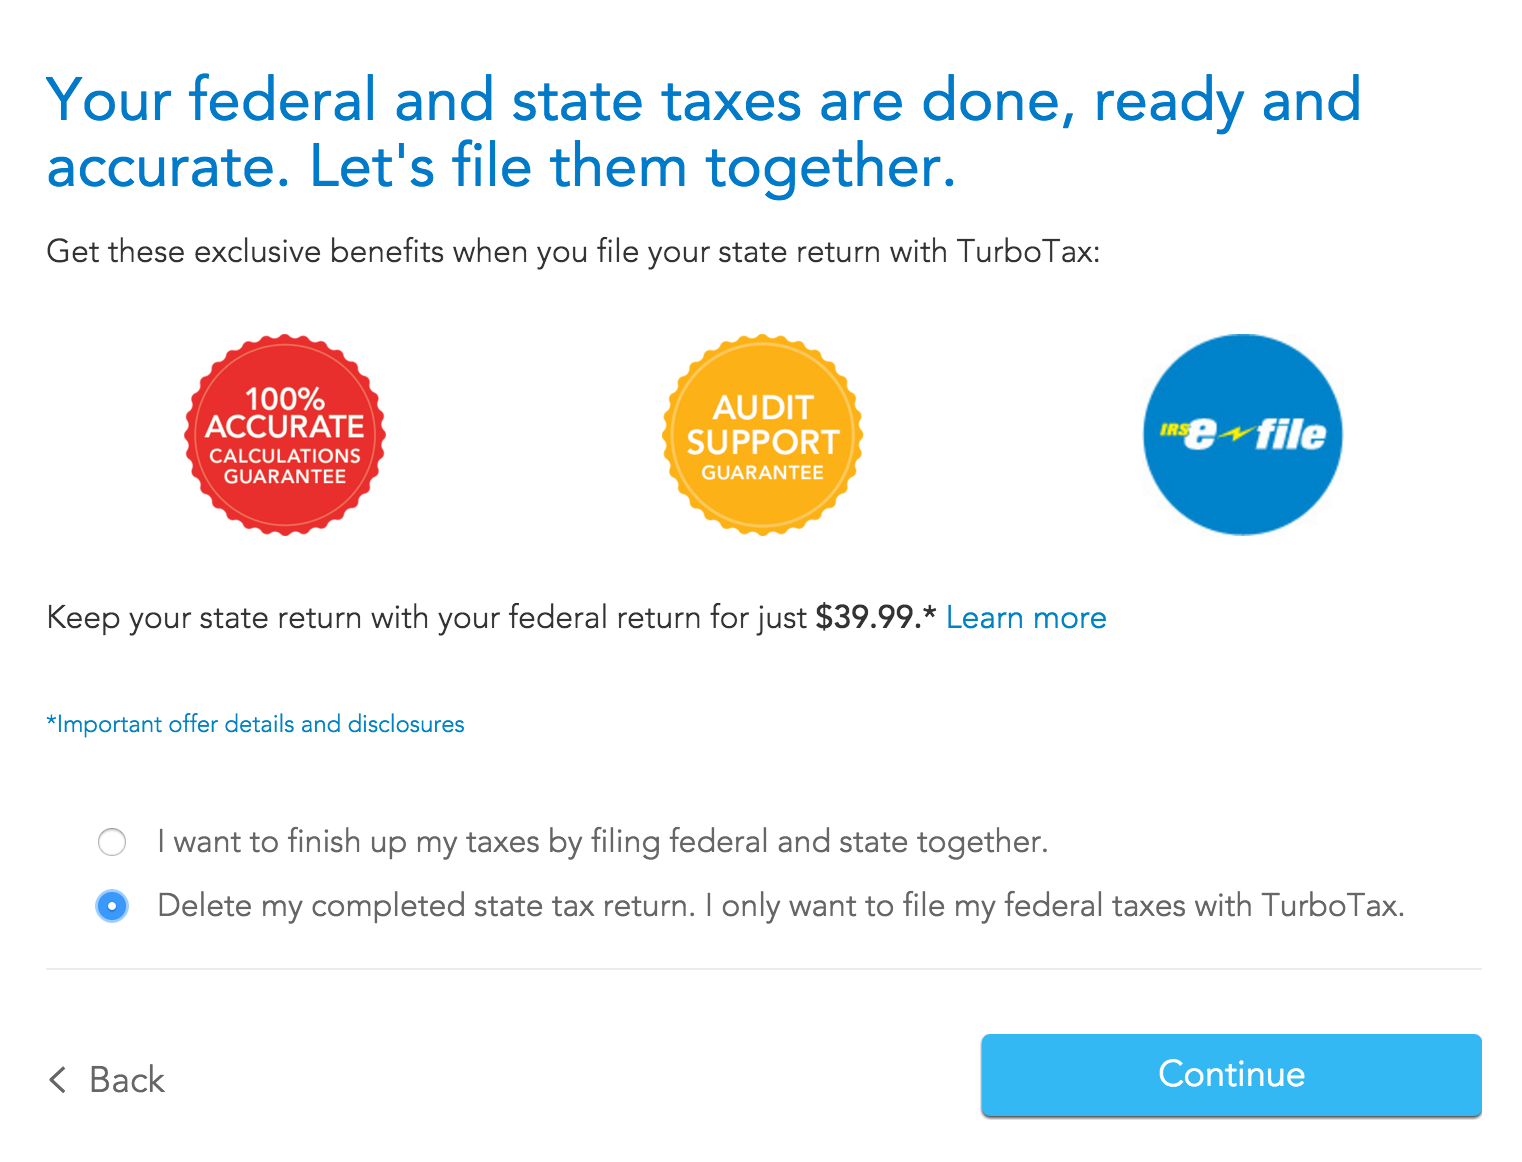 Your federal and state taxes are done, ready and
accurate. Let's file them together.
Get these exclusive benefits when you file your state return with TurboTax:
100%
ACCURATE
CALCULATIONS
GUARANTEE
AUDIT
SUPPORT
GUARANTEE
IRS e file
Keep your state return with your federal return for just $39.99.* Learn more
*Important offer details and disclosures
I want to finish up my taxes by filing federal and state together.
Delete my completed state tax return. I only want to file my federal taxes with TurboTax.
Back
Continue